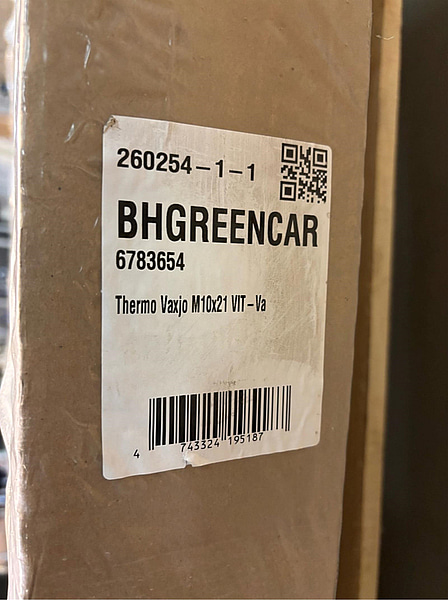 260254-1-1
BHGREENCAR
6783654
Thermo Vaxjo M10x21 VIT-Va
4 743324 195187